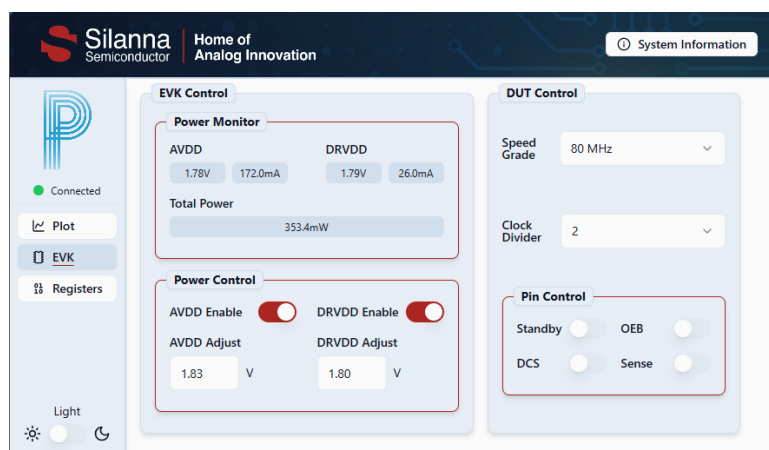 Silanna
Semiconductor
Home of
Analog Innovation
System Information
Connected
Plot
EVK
Registers
Light
EVK Control
Power Monitor
AVDD
DRVDD
1.78V
172.0mA
1.79V
26.0mA
Total Power
353.4mW
Power Control
AVDD Enable
DRVDD Enable
AVDD Adjust
DRVDD Adjust
1.83
V
1.80
V
DUT Control
Speed
Grade
80 MHz
Clock
Divider
2
Pin Control
Standby
OEB
DCS
Sense